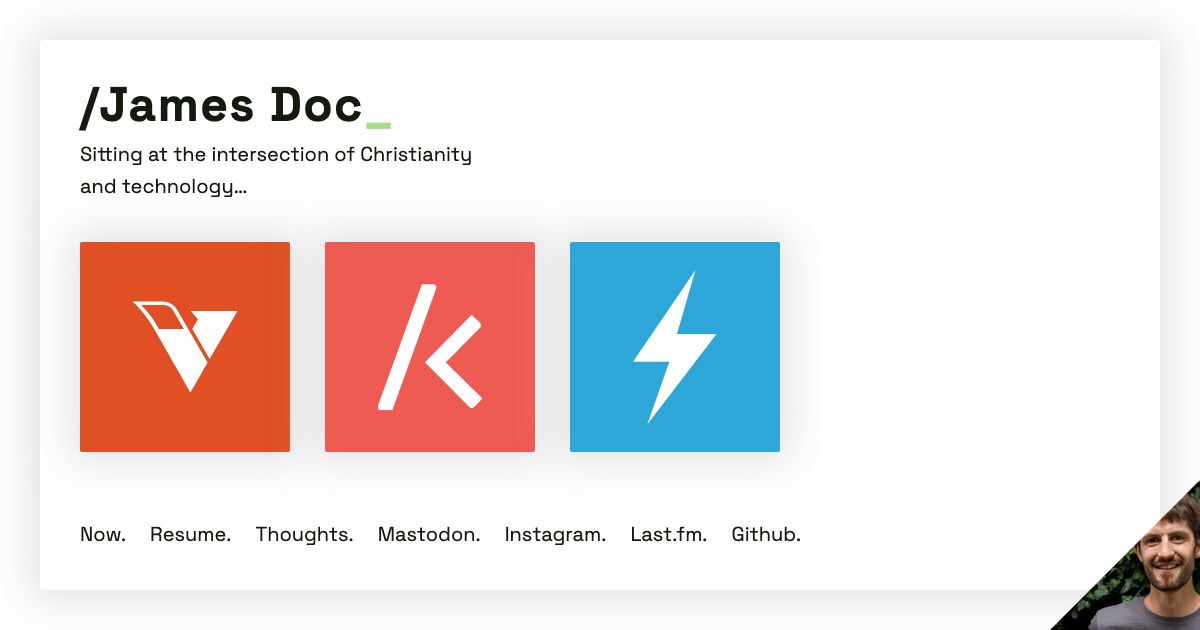 /James Doc_
Sitting at the intersection of Christianity
and technology...
Now. Resume. Thoughts. Mastodon. Instagram. Last.fm. Github.